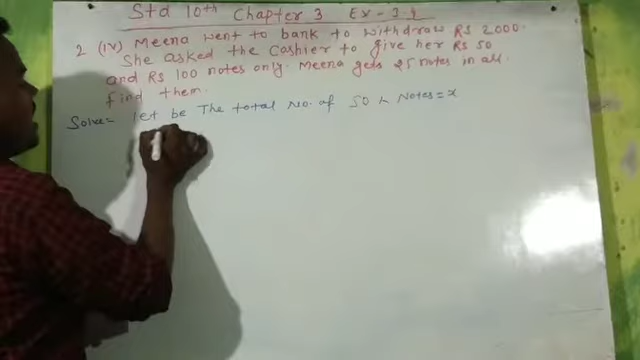 Std 10th Chapter 3 Ex - 3.4
2 (IV) Meena went to bank to withdraw RS 2000.
She asked the Cashier to give her RS 50
and RS 100 notes only. Meena gets 25 notes in all.
find them.
Solve= let be The total No. of 50 Notes = x